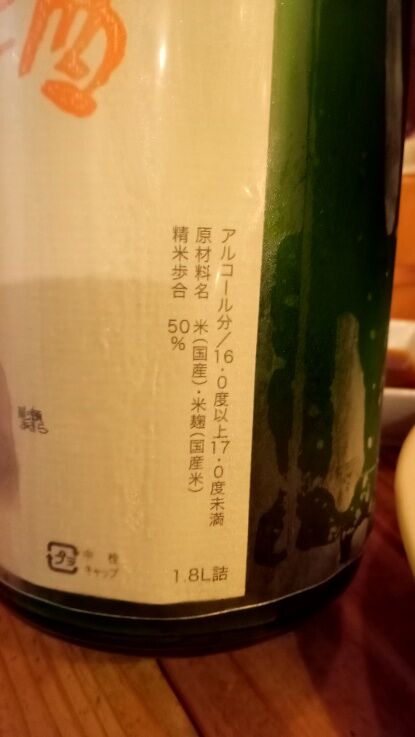 アルコール分/16・0度以上17・0度未満
原材料名 米(国産)・米麹(国産米)
精米歩合 50%
1.8L詰
中栓
キャップ